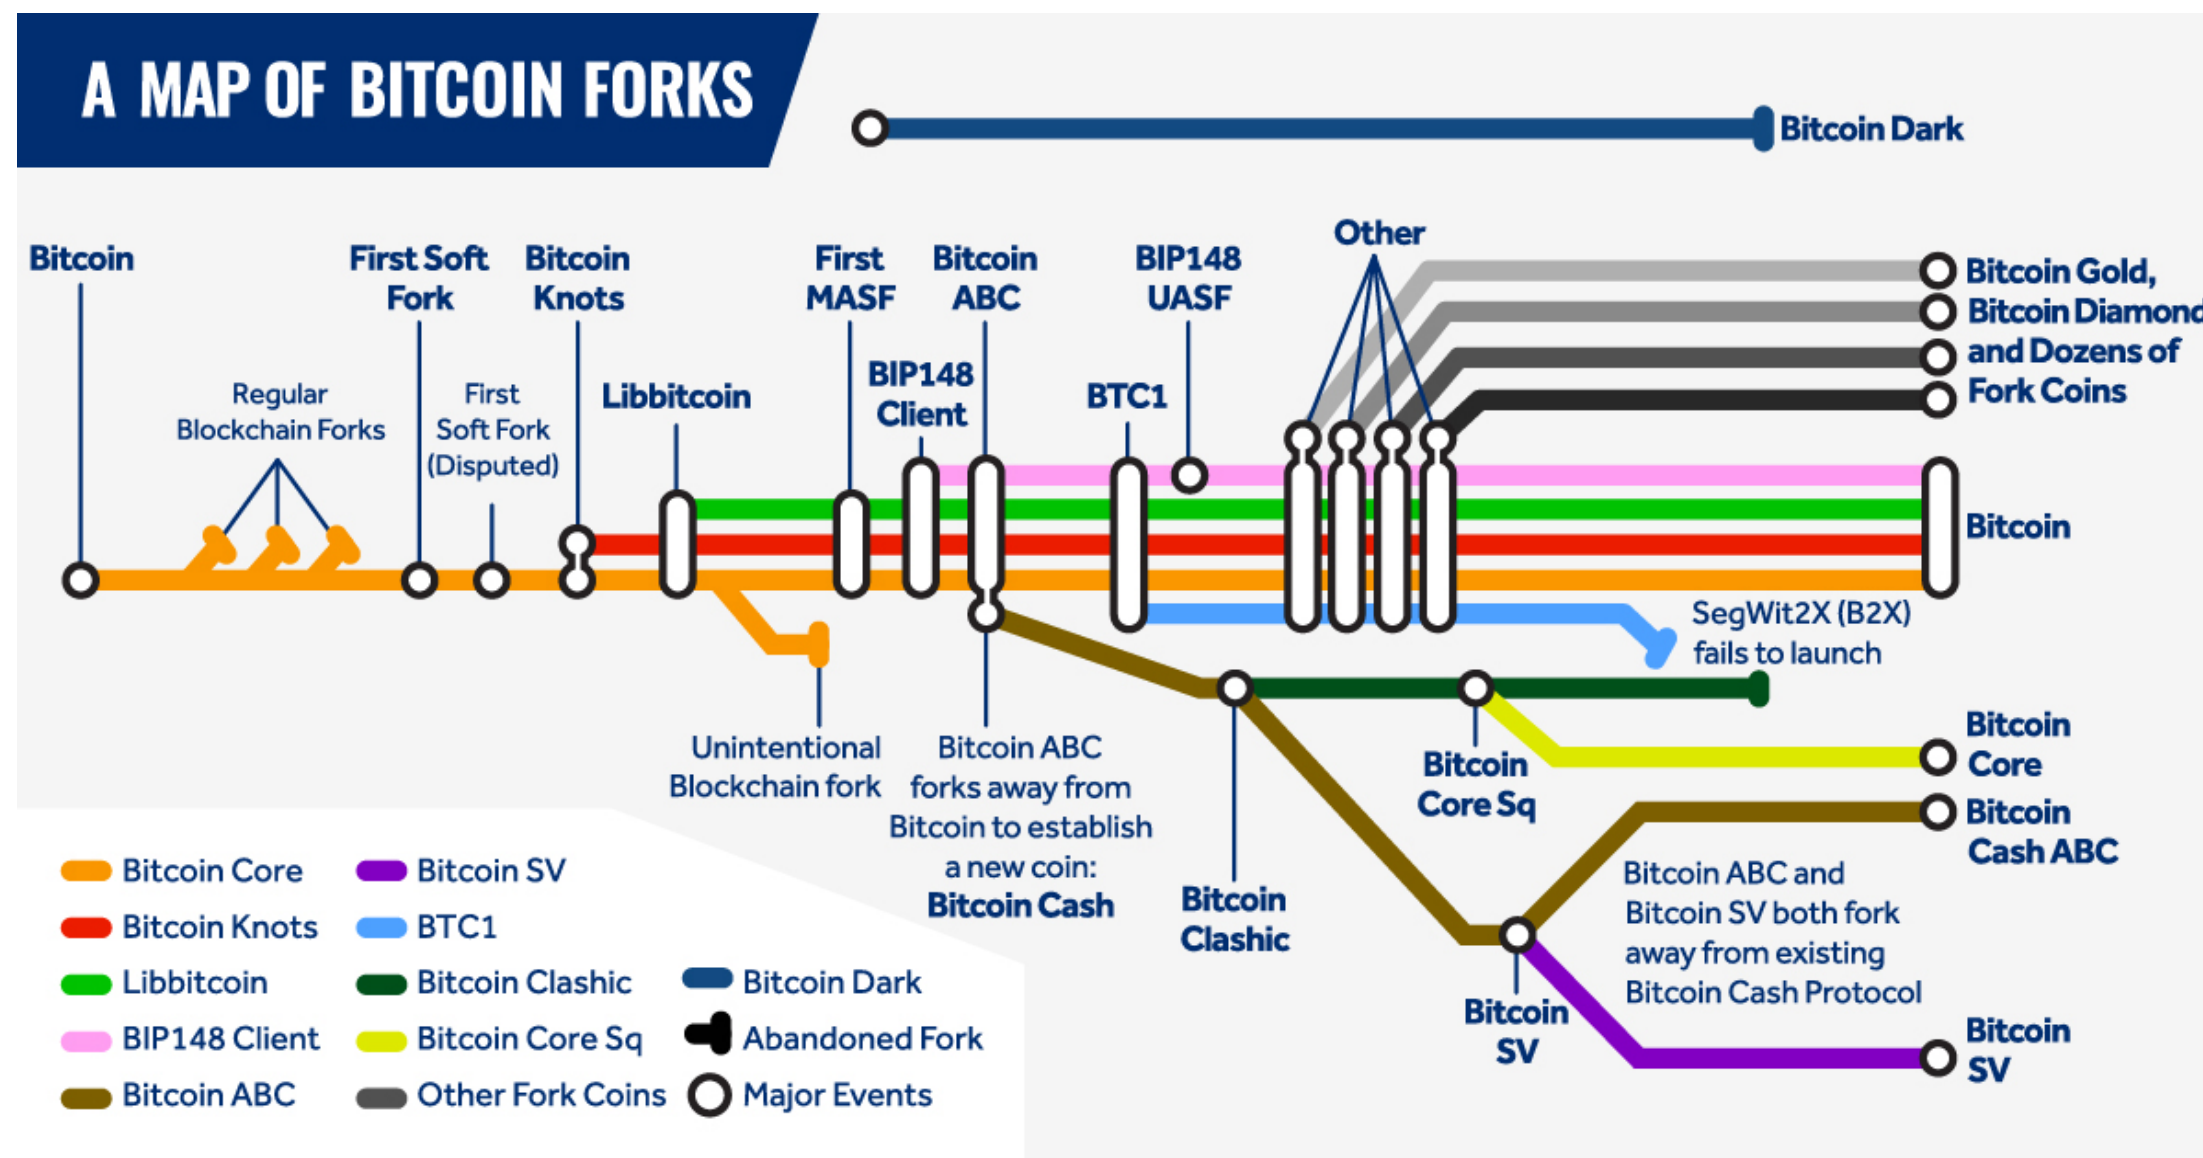 A MAP OF BITCOIN FORKS
Bitcoin Dark
Bitcoin
First Soft
Fork
Bitcoin
Knots
First
MASF
Bitcoin
ABC
BIP148
UASF
Other
Bitcoin Gold,
Bitcoin Diamond
and Dozens of
Fork Coins
Regular
Blockchain Forks
First
Soft Fork
(Disputed)
Libbitcoin
BIP148
Client
BTC1
Bitcoin
SegWit2X (B2X)
fails to launch
Unintentional
Blockchain fork
Bitcoin ABC
forks away from
Bitcoin to establish
a new coin:
Bitcoin Cash
Bitcoin
Clashic
Bitcoin
Core Sq
Bitcoin
Core
Bitcoin
Cash ABC
Bitcoin ABC and
Bitcoin SV both fork
away from existing
Bitcoin Cash Protocol
Bitcoin
SV
Bitcoin
SV
Bitcoin Core
Bitcoin Knots
Libbitcoin
BIP148 Client
Bitcoin ABC
Bitcoin SV
BTC1
Bitcoin Clashic
Bitcoin Core Sq
Other Fork Coins
Bitcoin Dark
Abandoned Fork
Major Events